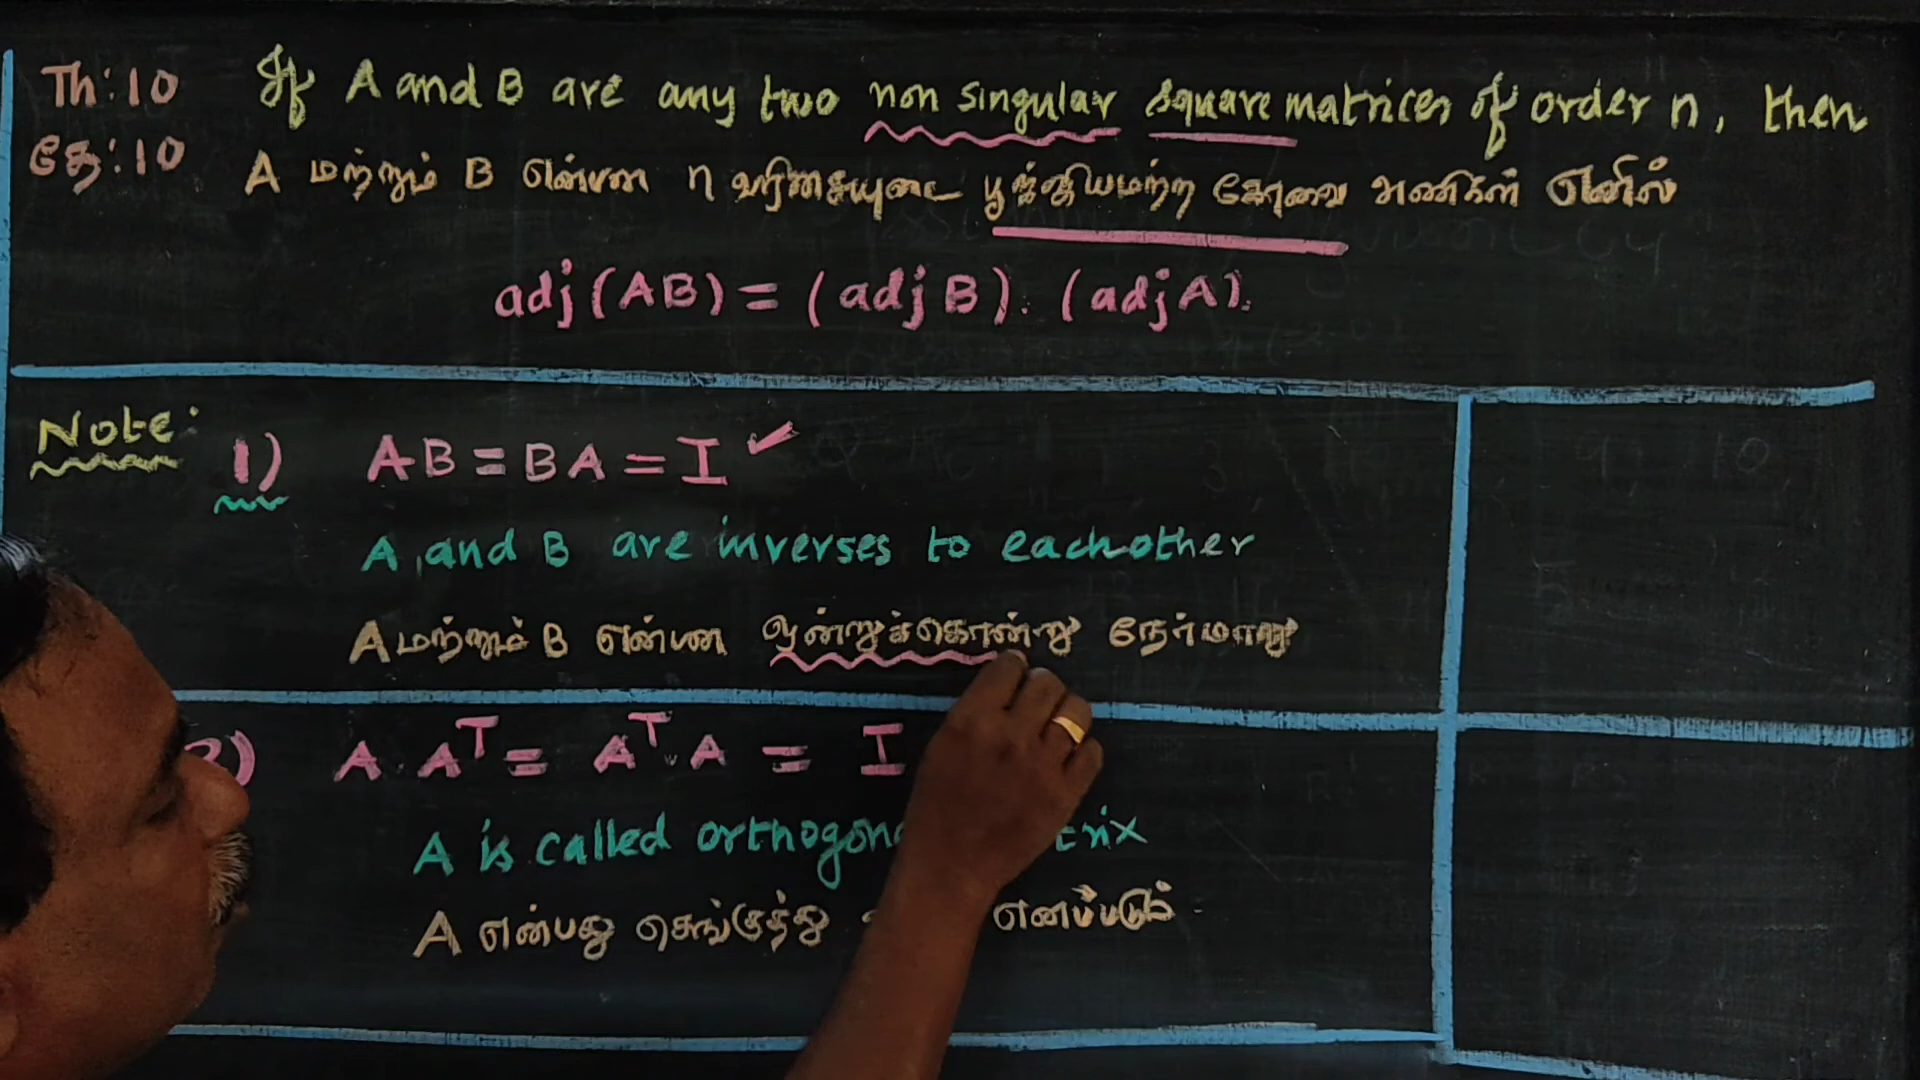 Th:10 If A and B are any two non singular square matrices of order n, then
தே:10 A மற்றும் B என்பன n வரிசையுடைய பூச்சியமற்ற கோவை அணிகள் எனில்
adj(AB) = (adj B). (adj A).
Note: 1) AB = BA = I ✓
A and B are inverses to each other
A மற்றும் B என்பன ஒன்றுக்கொன்று நேர்மாறு
2) A . Aᵀ = Aᵀ . A = I
A is called
A என்பது செங்குத்து எனப்படும்.